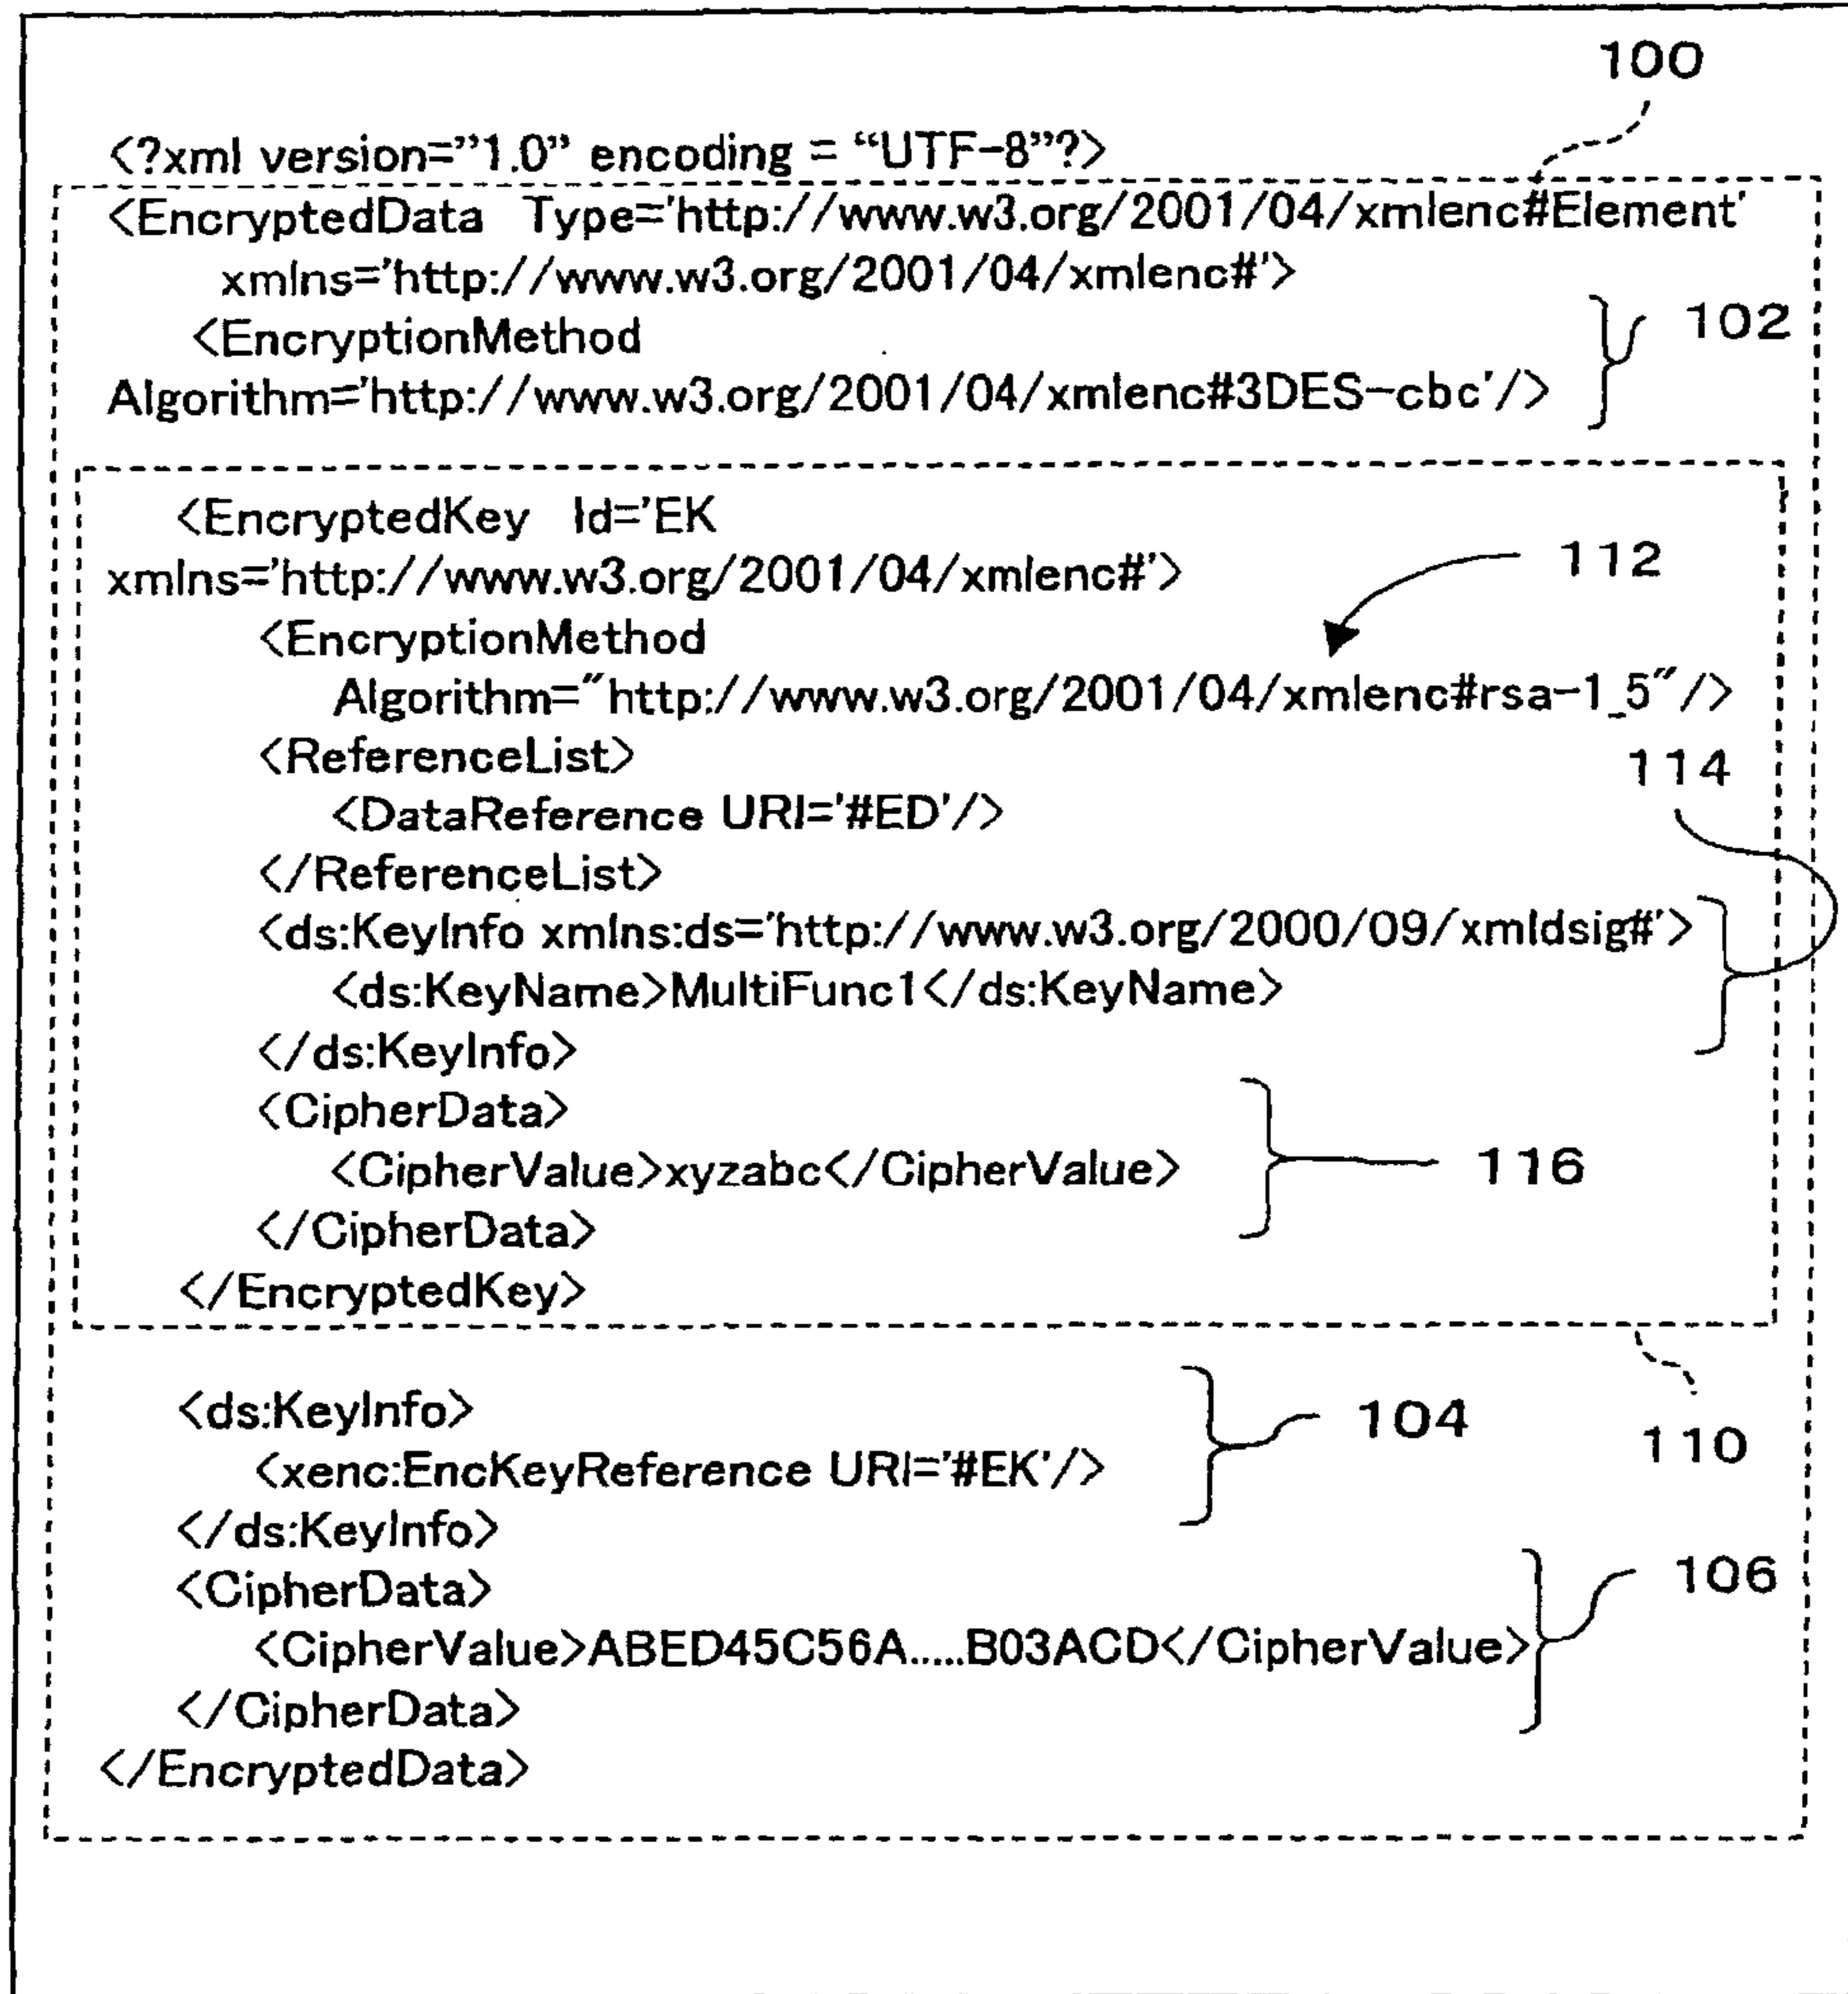 100
<?xml version=”1.0” encoding = “UTF-8”?>
<EncryptedData Type='http://www.w3.org/2001/04/xmlenc#Element'
xmlns='http://www.w3.org/2001/04/xmlenc#'>
<EncryptionMethod
102
Algorithm='http://www.w3.org/2001/04/xmlenc#3DES-cbc'/>
<EncryptedKey Id='EK
xmlns='http://www.w3.org/2001/04/xmlenc#'>
112
<EncryptionMethod
Algorithm="http://www.w3.org/2001/04/xmlenc#rsa-1_5"/>
<ReferenceList>
114
<DataReference URI='#ED'/>
</ReferenceList>
<ds:KeyInfo xmlns:ds='http://www.w3.org/2000/09/xmldsig#'>
<ds:KeyName>MultiFunc1</ds:KeyName>
</ds:KeyInfo>
<CipherData>
<CipherValue>xyzabc</CipherValue>
116
</CipherData>
</EncryptedKey>
<ds:KeyInfo>
104
110
<xenc:EncKeyReference URI='#EK'/>
</ds:KeyInfo>
<CipherData>
106
<CipherValue>ABED45C56A.....B03ACD</CipherValue>
</CipherData>
</EncryptedData>